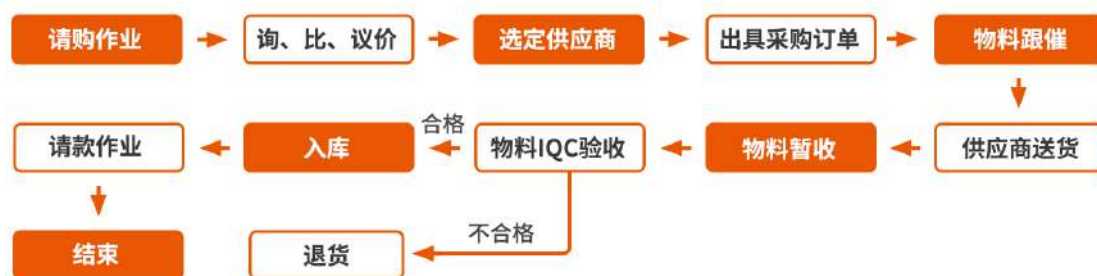 请购作业
询、比、议价
选定供应商
出具采购订单
物料跟催
供应商送货
物料暂收
物料IQC验收
合格
入库
请款作业
结束
不合格
退货